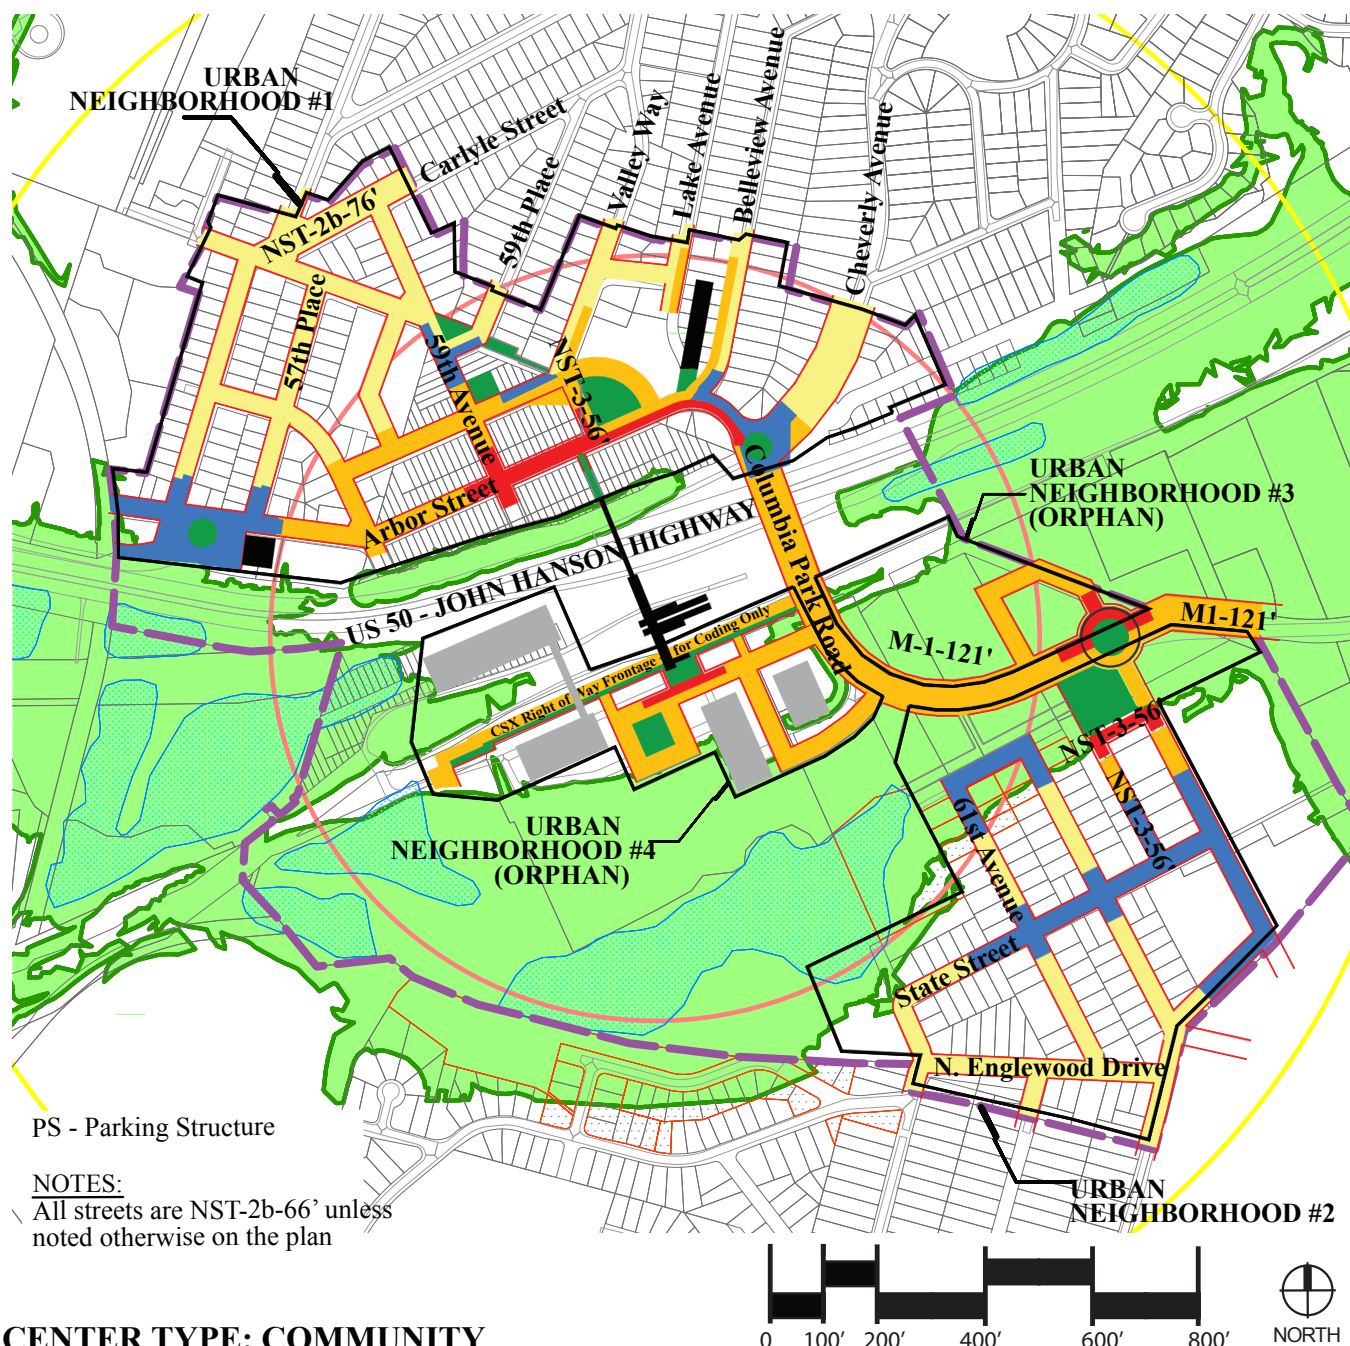 URBAN
NEIGHBORHOOD #1
Carlyle Street
59th Place
Valley Way
Lake Avenue
Belleview Avenue
Cheverly Avenue
NST-2b-76'
57th Place
59th Avenue
NST-3-56'
Arbor Street
US 50 - JOHN HANSON HIGHWAY
Columbia Park Road
URBAN
NEIGHBORHOOD #3
(ORPHAN)
M-1-121'
M1-121'
CSX Right of Way Frontage for Coding Only
URBAN
NEIGHBORHOOD #4
(ORPHAN)
NST-3-56'
NST-3-56'
61st Avenue
State Street
N. Englewood Drive
URBAN
NEIGHBORHOOD #2
PS - Parking Structure
NOTES:
All streets are NST-2b-66’ unless
noted otherwise on the plan
0 100' 200' 400' 600' 800'
NORTH
CENTER TYPE: COMMUNITY